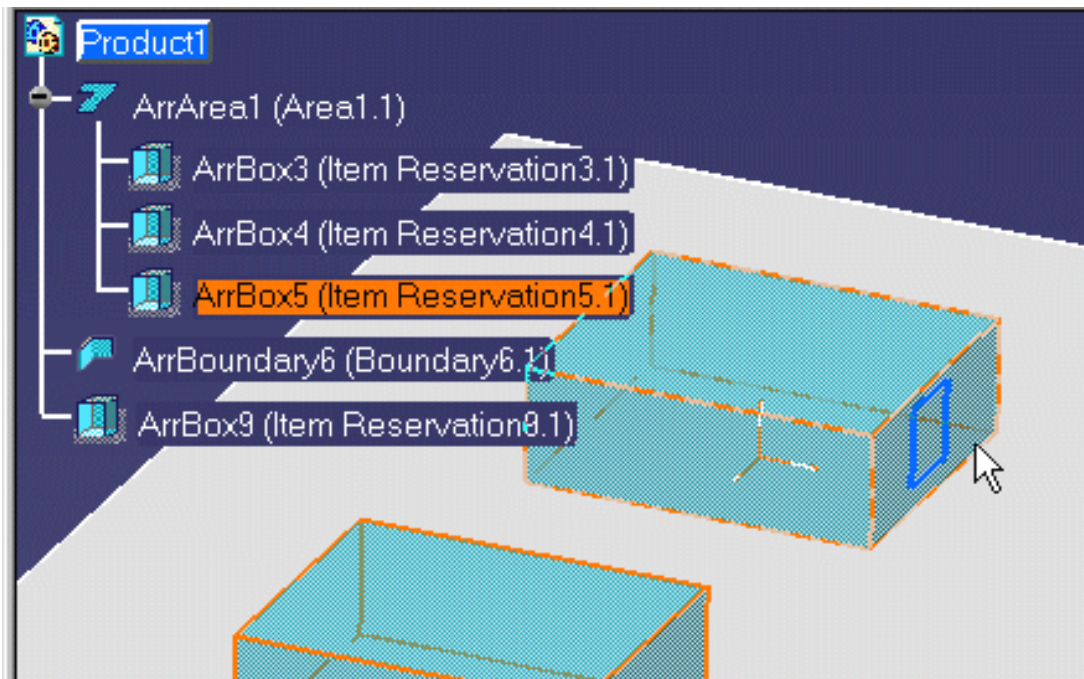 Product1
ArrArea1 (Area1.1)
ArrBox3 (Item Reservation3.1)
ArrBox4 (Item Reservation4.1)
ArrBox5 (Item Reservation5.1)
ArrBoundary6 (Boundary6.1)
ArrBox9 (Item Reservation9.1)